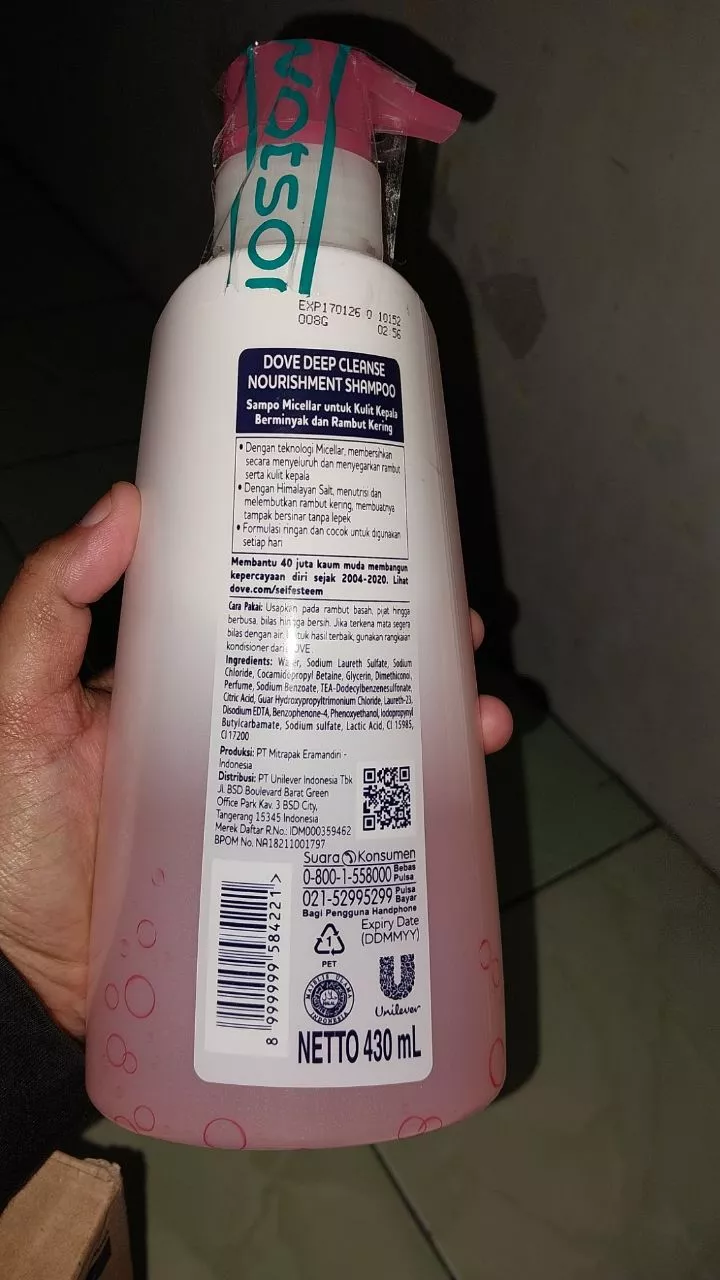 watson
EXP170126 0 10152
008G 02:56
DOVE DEEP CLEANSE
NOURISHMENT SHAMPOO
Sampo Micellar untuk Kulit Kepala
Berminyak dan Rambut Kering
• Dengan teknologi Micellar, membersihkan
secara menyeluruh dan menyegarkan rambut
serta kulit kepala
• Dengan Himalayan Salt, menutrisi dan
melembutkan rambut kering, membuatnya
tampak bersinar tanpa lepek
• Formulasi ringan dan cocok untuk digunakan
setiap hari
Membantu 40 juta kaum muda membangun
kepercayaan diri sejak 2004-2020. Lihat
dove.com/selfesteem
Cara Pakai: Usapkan pada rambut basah, pijat hingga
berbusa, bilas hingga bersih. Jika terkena mata segera
bilas dengan air. Untuk hasil terbaik, gunakan rangkaian
kondisioner dari DOVE
Ingredients: Water, Sodium Laureth Sulfate, Sodium
Chloride, Cocamidopropyl Betaine, Glycerin, Dimethiconol,
Perfume, Sodium Benzoate, TEA-Dodecylbenzenesulfonate,
Citric Acid, Guar Hydroxypropyltrimonium Chloride, Laureth-23,
Disodium EDTA, Benzophenone-4, Phenoxyethanol, Iodopropynyl
Butylcarbamate, Sodium sulfate, Lactic Acid, CI 15985,
CI 17200
Produksi: PT Mitrapak Eramandiri -
Indonesia
Distribusi: PT Unilever Indonesia Tbk
Jl. BSD Boulevard Barat Green
Office Park Kav. 3 BSD City,
Tangerang 15345 Indonesia
Merek Daftar R.No.: IDM000359462
BPOM No. NA18211001797
Suara Konsumen
0-800-1-558000 Bebas Pulsa
021-52995299 Pulsa Bayar
Bagi Pengguna Handphone
Expiry Date
(DDMMYY)
1
PET
MAJELIS ULAMA
HALAL
INDONESIA
Unilever
8 999999 584221 >
NETTO 430 mL